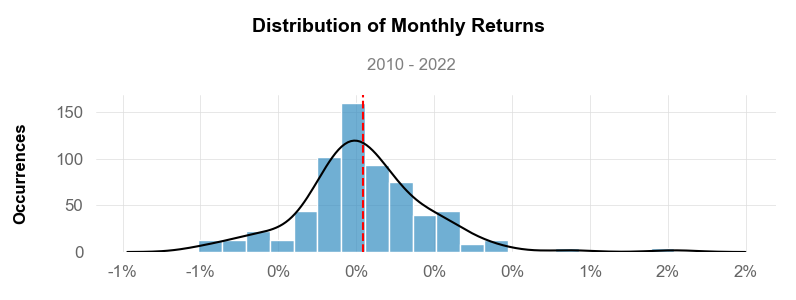 Distribution of Monthly Returns
2010 - 2022
Occurrences
150
100
50
0
-1% -1% 0% 0% 0% 0% 1% 2% 2%